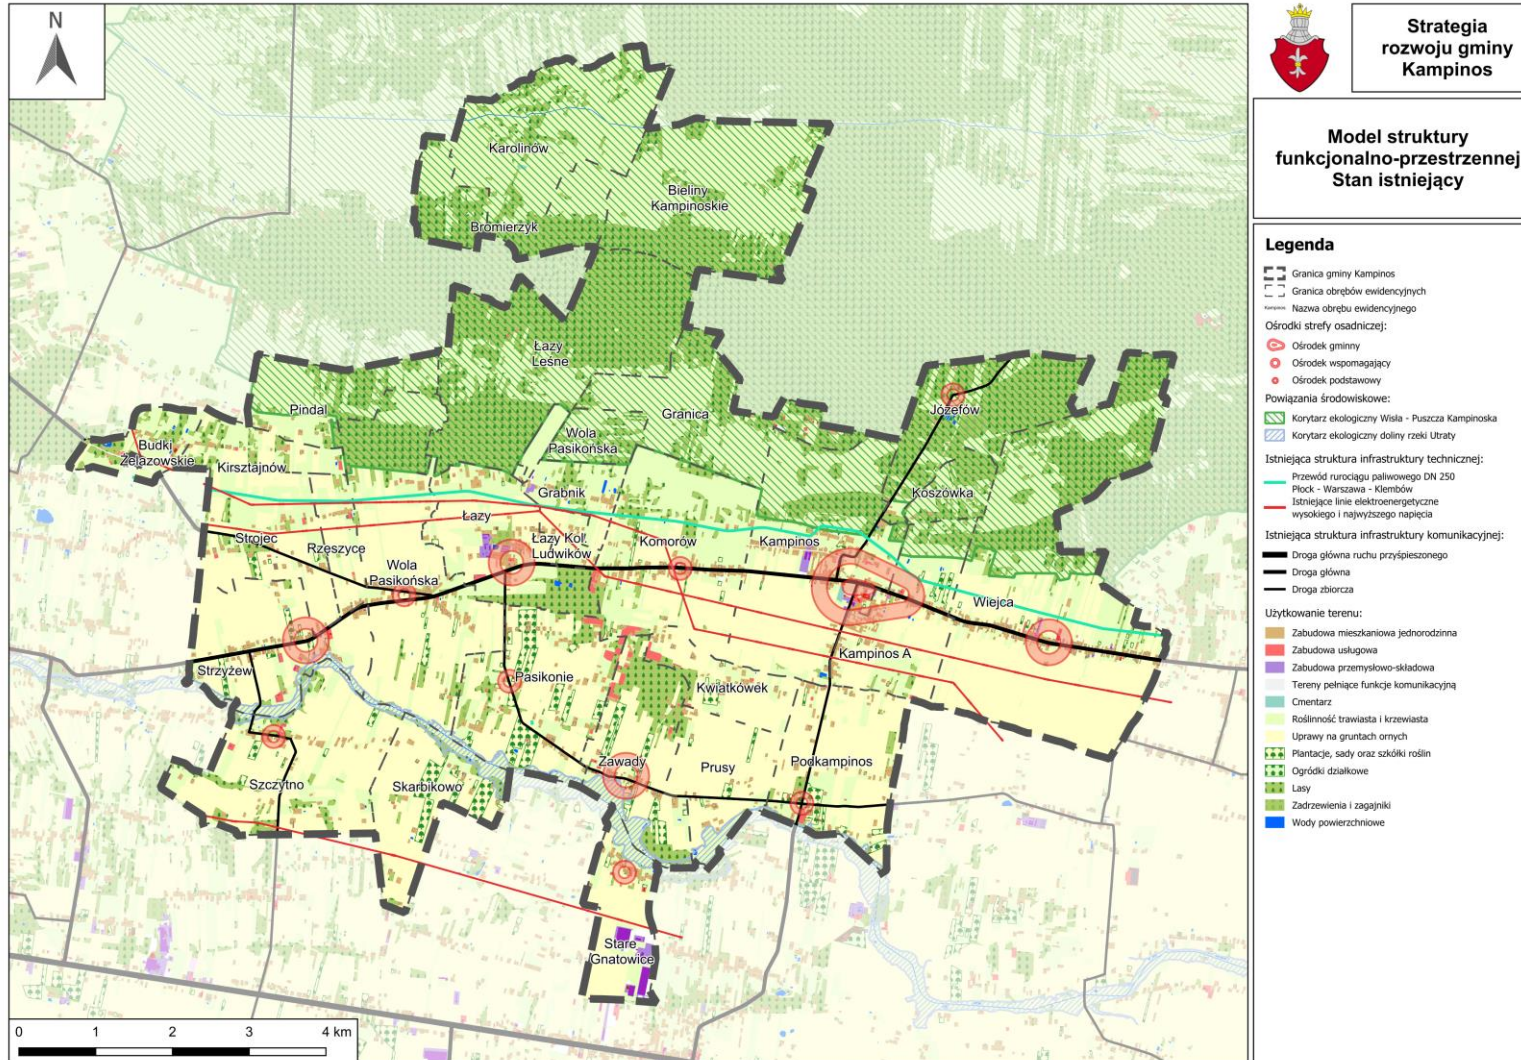 N
Strategia
rozwoju gminy
Kampinos
Model struktury
funkcjonalno-przestrzennej
Stan istniejący
Legenda
Granica gminy Kampinos
Granica obrębów ewidencyjnych
Kampinos Nazwa obrębu ewidencyjnego
Ośrodki strefy osadniczej:
Ośrodek gminny
Ośrodek wspomagający
Ośrodek podstawowy
Powiązania środowiskowe:
Korytarz ekologiczny Wisła - Puszcza Kampinoska
Korytarz ekologiczny doliny rzeki Utraty
Istniejąca struktura infrastruktury technicznej:
Przewód rurociągu paliwowego DN 250
Płock - Warszawa - Klembów
Istniejące linie elektroenergetyczne
wysokiego i najwyższego napięcia
Istniejąca struktura infrastruktury komunikacyjnej:
Droga główna ruchu przyśpieszonego
Droga główna
Droga zbiorcza
Użytkowanie terenu:
Zabudowa mieszkaniowa jednorodzinna
Zabudowa usługowa
Zabudowa przemysłowo-składowa
Tereny pełniące funkcje komunikacyjną
Cmentarz
Roślinność trawiasta i krzewiasta
Uprawy na gruntach ornych
Plantacje, sady oraz szkółki roślin
Ogródki działkowe
Lasy
Zadrzewienia i zagajniki
Wody powierzchniowe
Karolinów
Bieliny
Kampinoskie
Bromierzyk
Łazy
Leśne
Pindal
Granica
Józefów
Wola
Pasikońska
Budki
Żelazowskie
Kirsztajnów
Grabnik
Koszówka
Łazy
Strojec
Rzęszyce
Łazy Kol.
Ludwików
Komorów
Kampinos
Wola
Pasikońska
Wiejca
Strzyżew
Pasikonie
Kampinos A
Kwiatkówek
Szczytno
Skarbikowo
Zawady
Prusy
Podkampinos
Stare
Gnatowice
0 1 2 3 4 km